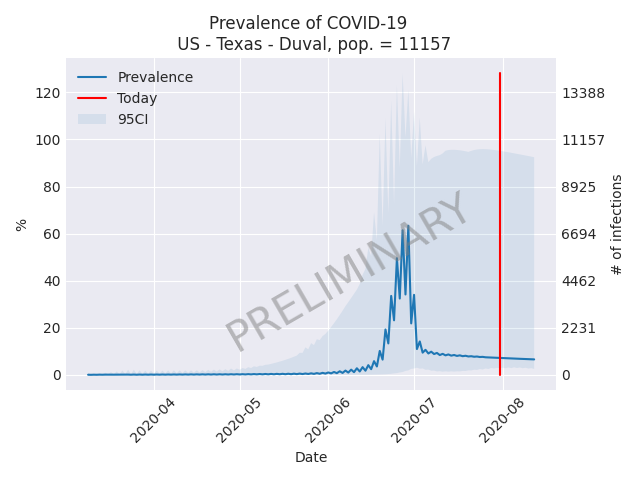 Prevalence of COVID-19
US - Texas - Duval, pop. = 11157
Prevalence
Today
95CI
120
100
80
60
40
20
0
%
13388
11157
8925
6694
4462
2231
0
# of infections
PRELIMINARY
2020-04
2020-05
2020-06
2020-07
2020-08
Date